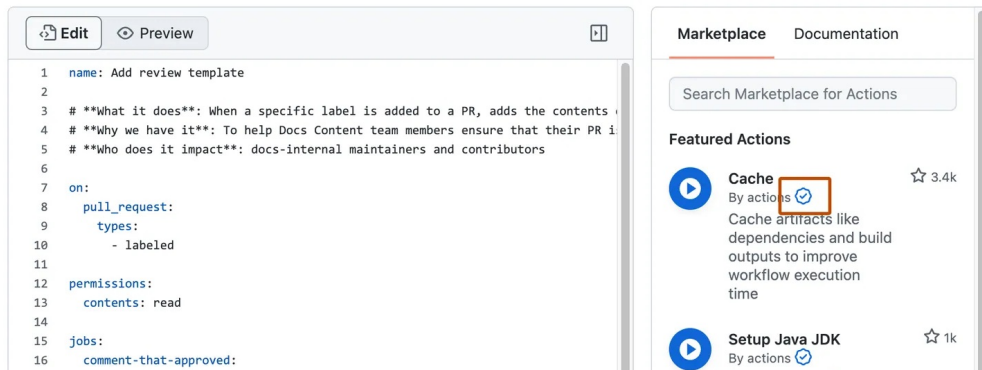 Edit Preview
1 name: Add review template
2
3 # **What it does**: When a specific label is added to a PR, adds the contents
4 # **Why we have it**: To help Docs Content team members ensure that their PR
5 # **Who does it impact**: docs-internal maintainers and contributors
6
7 on:
8 pull_request:
9 types:
10 - labeled
11
12 permissions:
13 contents: read
14
15 jobs:
16 comment-that-approved:
Marketplace Documentation
Search Marketplace for Actions
Featured Actions
Cache 3.4k
By actions
Cache artifacts like
dependencies and build
outputs to improve
workflow execution
time
Setup Java JDK 1k
By actions